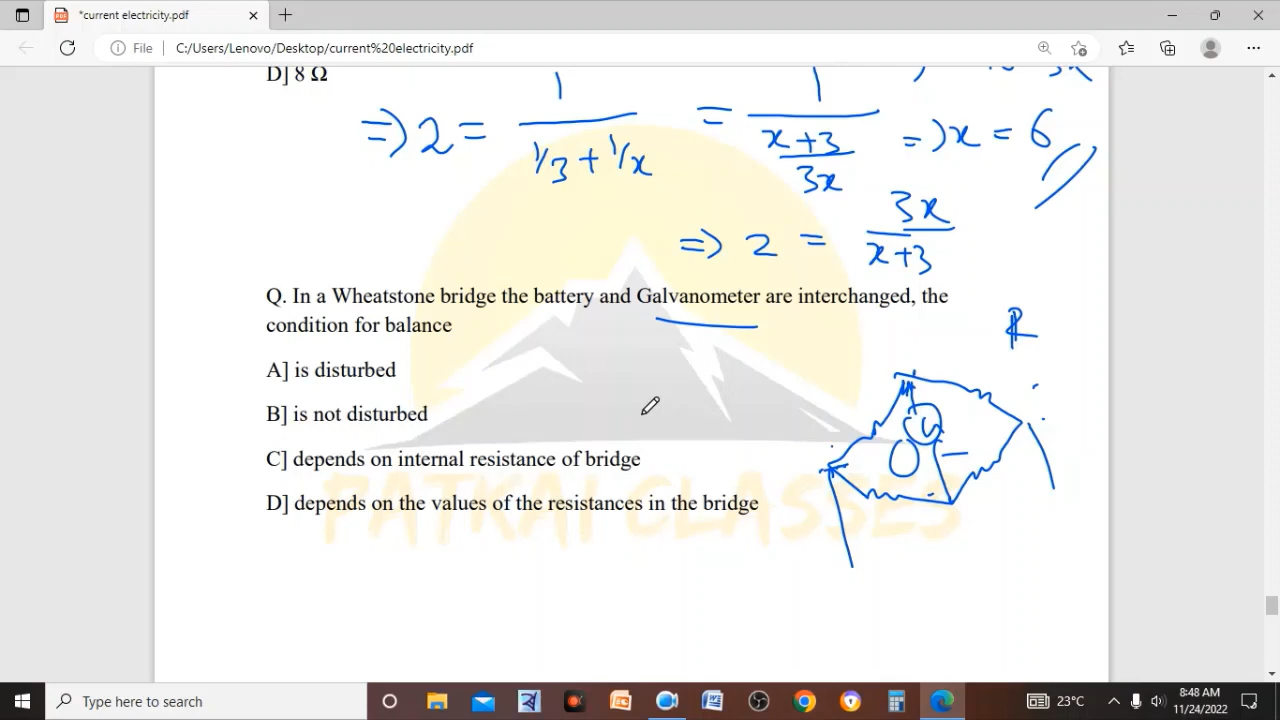 *current electricity.pdf
File C:/Users/Lenovo/Desktop/current%20electricity.pdf
D] 8 Ω
⇒ 2 = 1 / (1/3 + 1/x) = 1 / ((x+3)/3x) ⇒ x = 6
⇒ 2 = 3x / (x+3)
Q. In a Wheatstone bridge the battery and Galvanometer are interchanged, the
condition for balance
R
A] is disturbed
B] is not disturbed
G
C] depends on internal resistance of bridge
D] depends on the values of the resistances in the bridge
PATKAI CLASSES
Type here to search
23°C
8:48 AM
11/24/2022